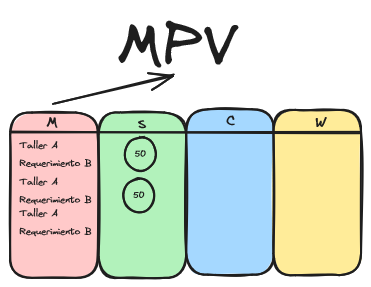 MPV
M
S
C
W
Taller A
Requerimiento B
Taller A
Requerimiento B
Taller A
Requerimiento B
50
50